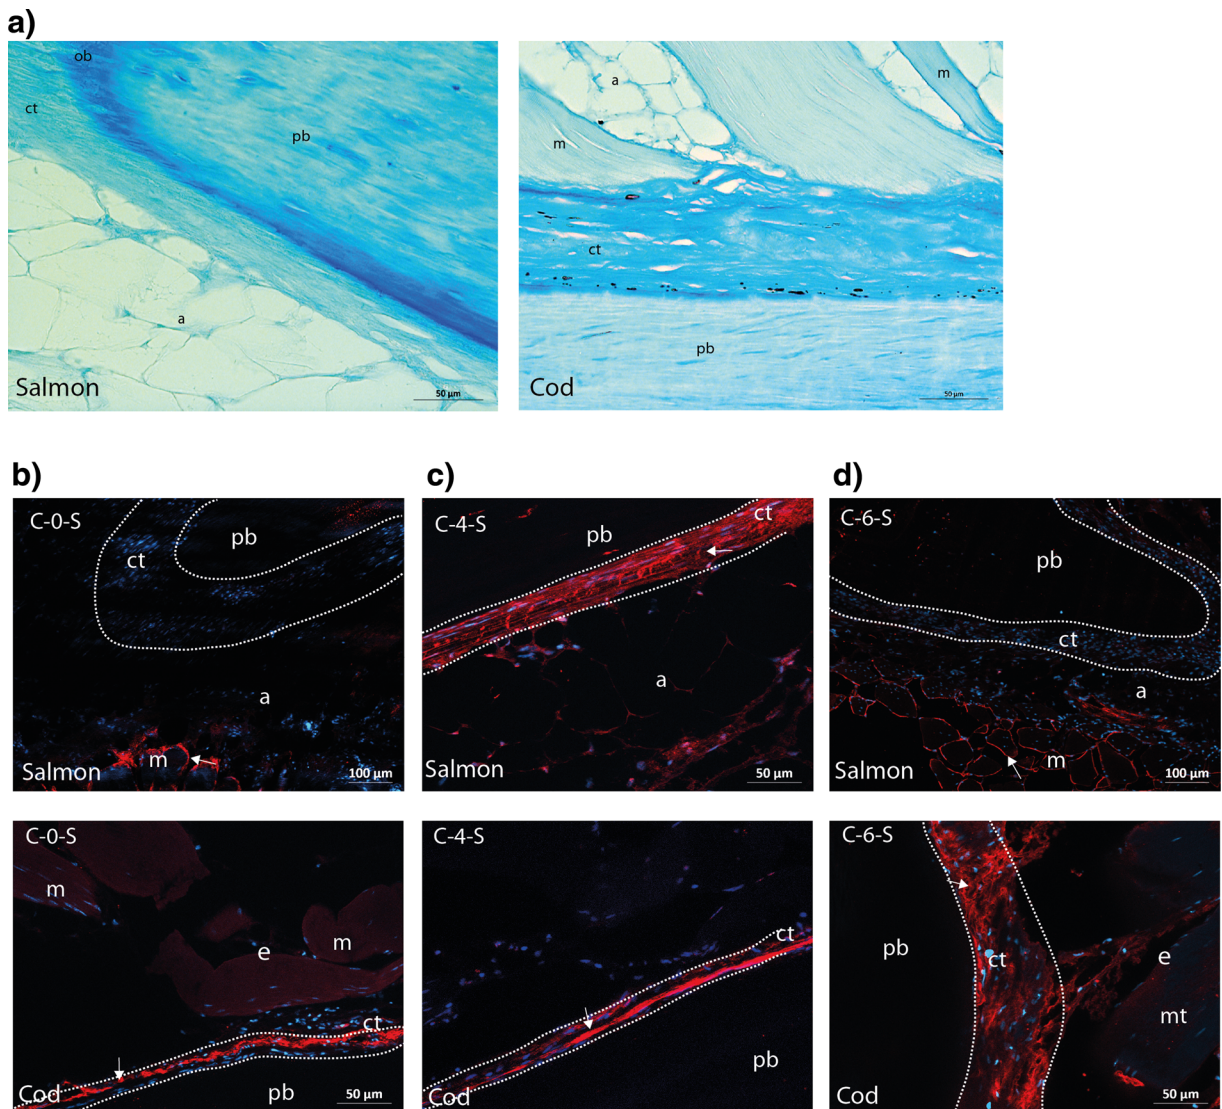 a)
ob
ct
pb
a
Salmon
50 µm
a
m
m
ct
pb
Cod
50 µm
b)
c)
d)
C-0-S
pb
ct
a
m
Salmon
100 µm
C-4-S
ct
pb
a
Salmon
50 µm
C-6-S
pb
ct
a
m
Salmon
100 µm
C-0-S
m
m
e
ct
pb
Cod
50 µm
C-4-S
ct
pb
Cod
C-6-S
pb
ct
e
mt
50 µm